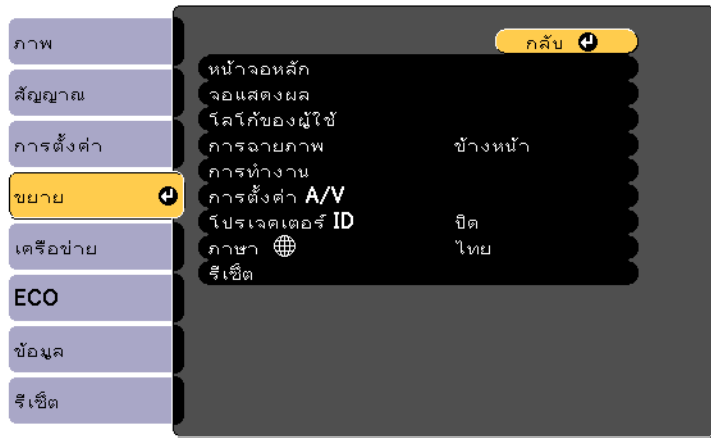 ภาพ
สัญญาณ
การตั้งค่า
ขยาย
เครือข่าย
ECO
ข้อมูล
รีเซ็ต
กลับ
หน้าจอหลัก
จอแสดงผล
โลโก้ของผู้ใช้
การฉายภาพ ข้างหน้า
การทำงาน
การตั้งค่า A/V
โปรเจคเตอร์ ID ปิด
ภาษา ไทย
รีเซ็ต